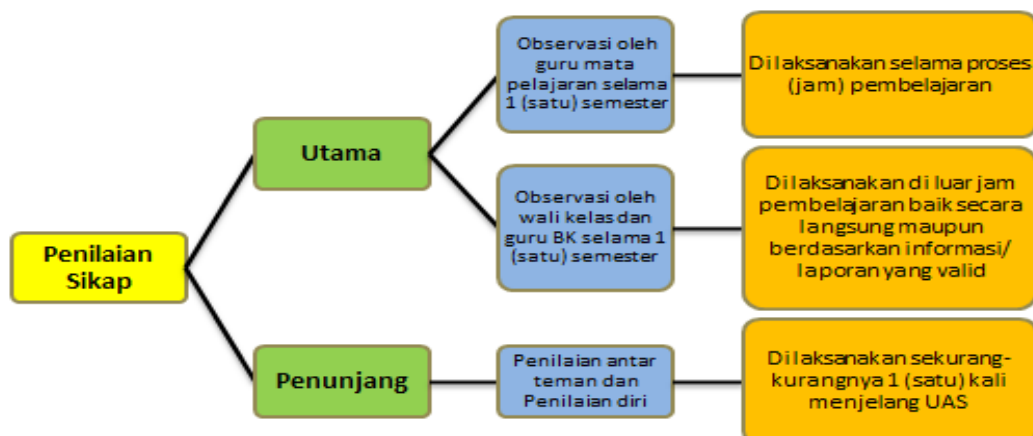 Penilaian
Sikap
Utama
Observasi oleh
guru mata
pelajaran selama
1 (satu) semester
Dilaksanakan selama proses
(jam) pembelajaran
Observasi oleh
wali kelas dan
guru BK selama 1
(satu) semester
Dilaksanakan di luar jam
pembelajaran baik secara
langsung maupun
berdasarkan informasi/
laporan yang valid
Penunjang
Penilaian antar
teman dan
Penilaian diri
Dilaksanakan sekurang-
kurangnya 1 (satu) kali
menjelang UAS